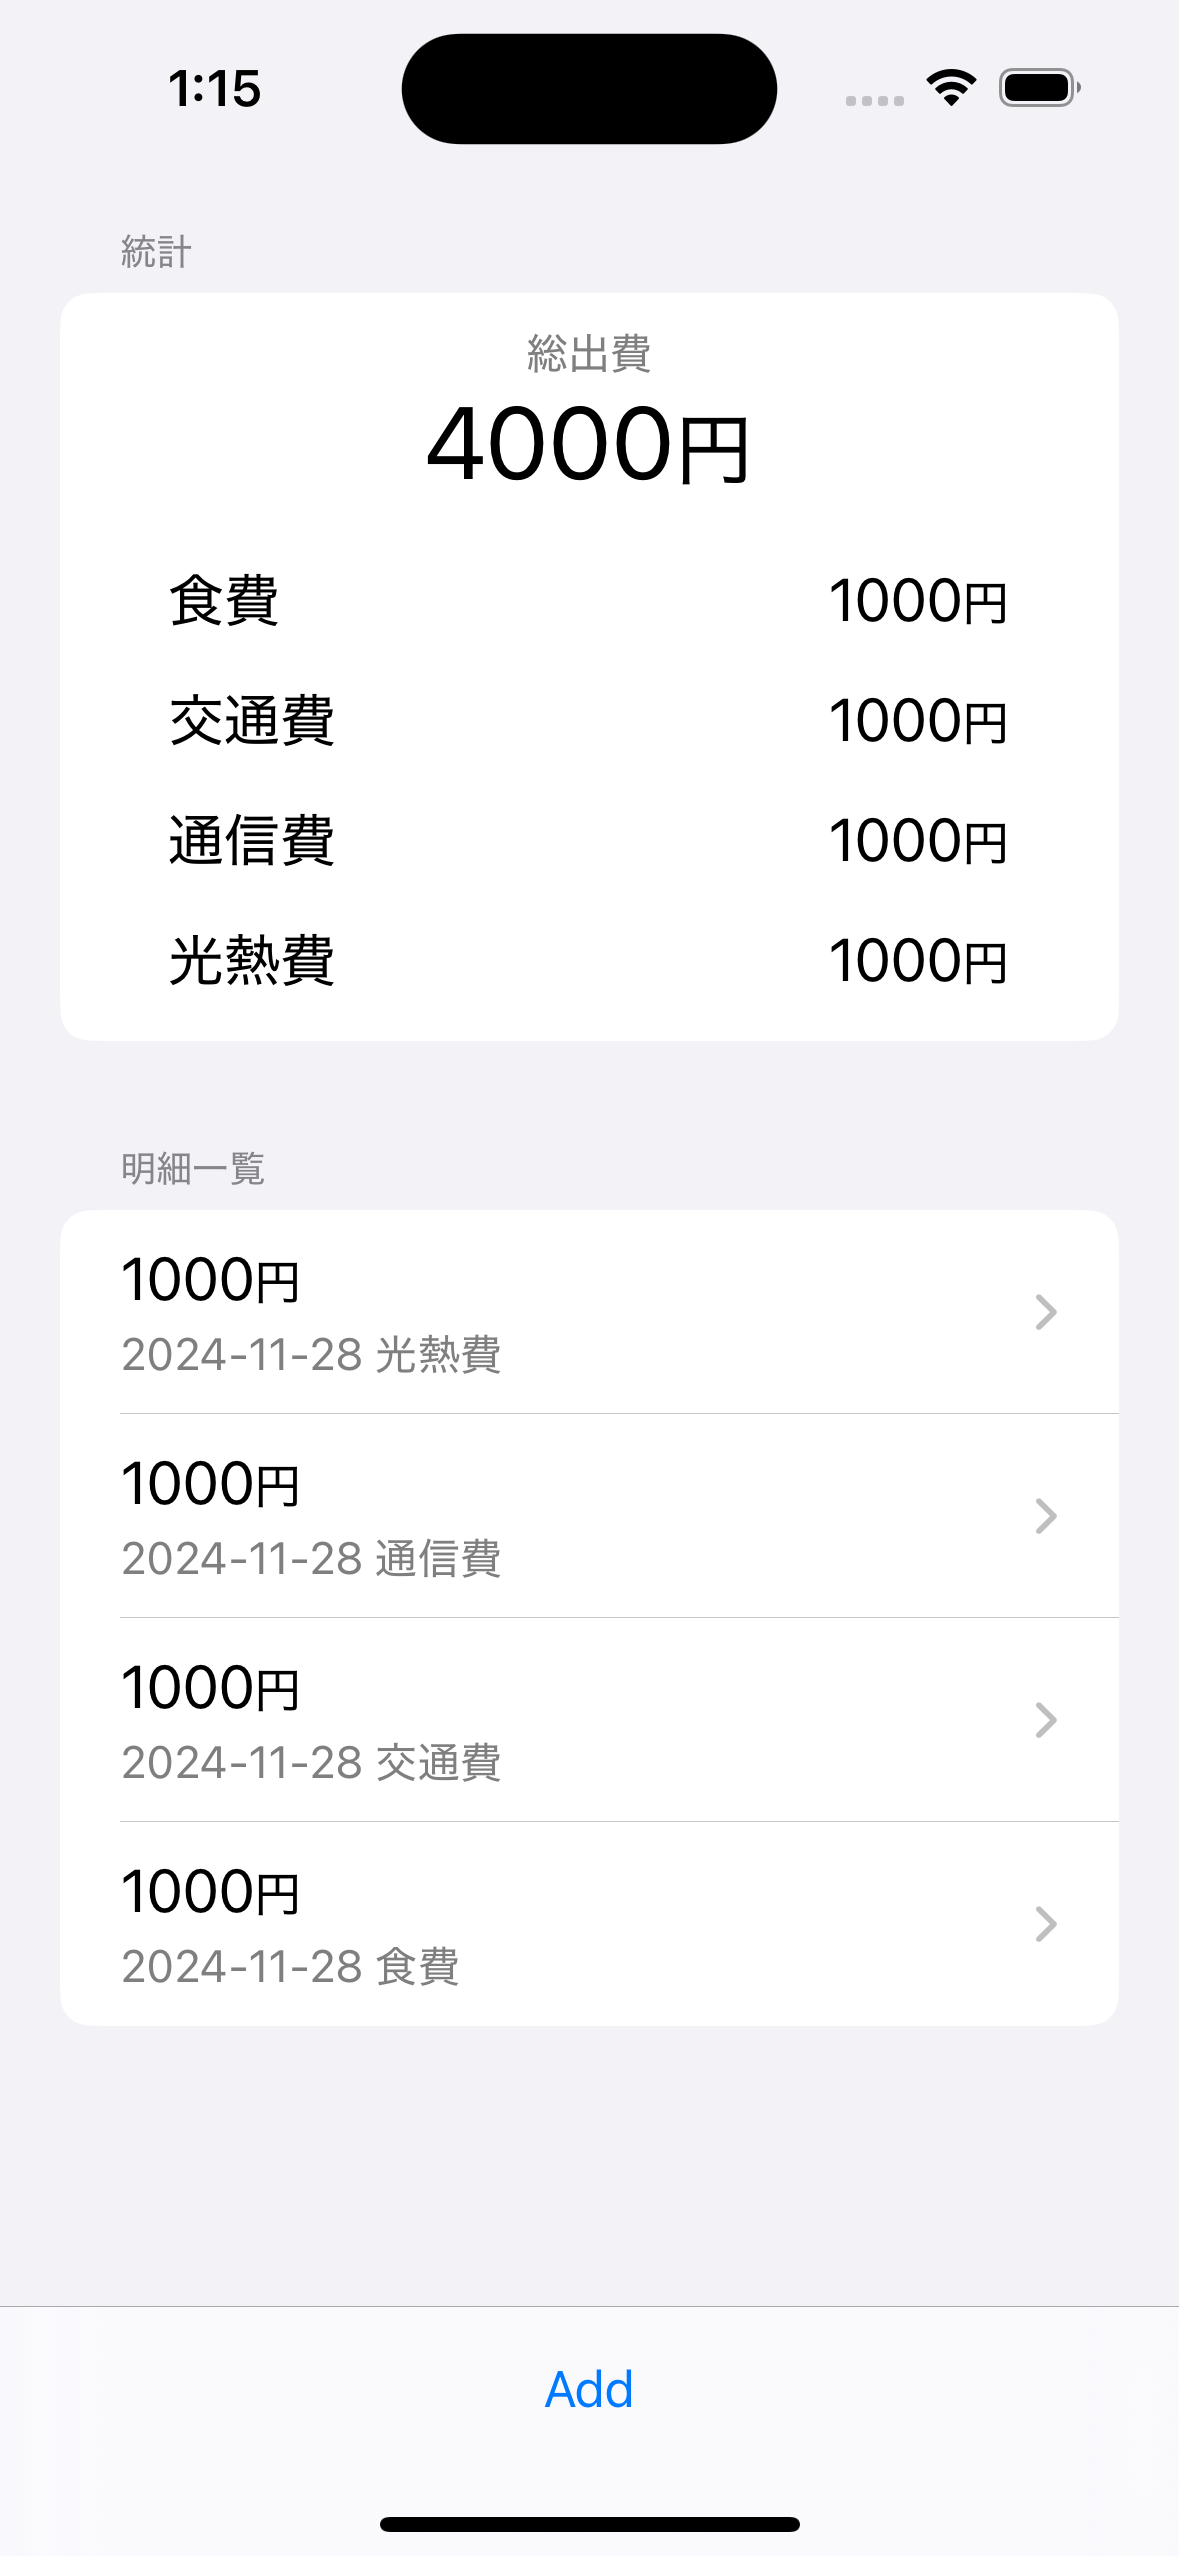 1:15
統計
総出費
4000円
食費 1000円
交通費 1000円
通信費 1000円
光熱費 1000円
明細一覧
1000円
2024-11-28 光熱費
1000円
2024-11-28 通信費
1000円
2024-11-28 交通費
1000円
2024-11-28 食費
Add